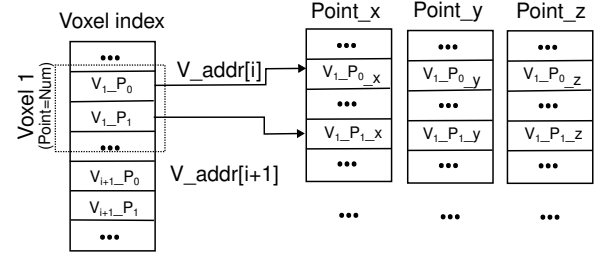 Voxel index
Point_x
Point_y
Point_z
•••
•••
•••
•••
Voxel 1
(Point=Num)
V₁_P₀
V_addr[i]
V₁_P₀_x
V₁_P₀_y
V₁_P₀_z
•••
•••
•••
V₁_P₁
V₁_P₁_x
V₁_P₁_y
V₁_P₁_z
•••
•••
•••
•••
Vᵢ₊₁_P₀
V_addr[i+1]
Vᵢ₊₁_P₁
•••
•••
•••
•••